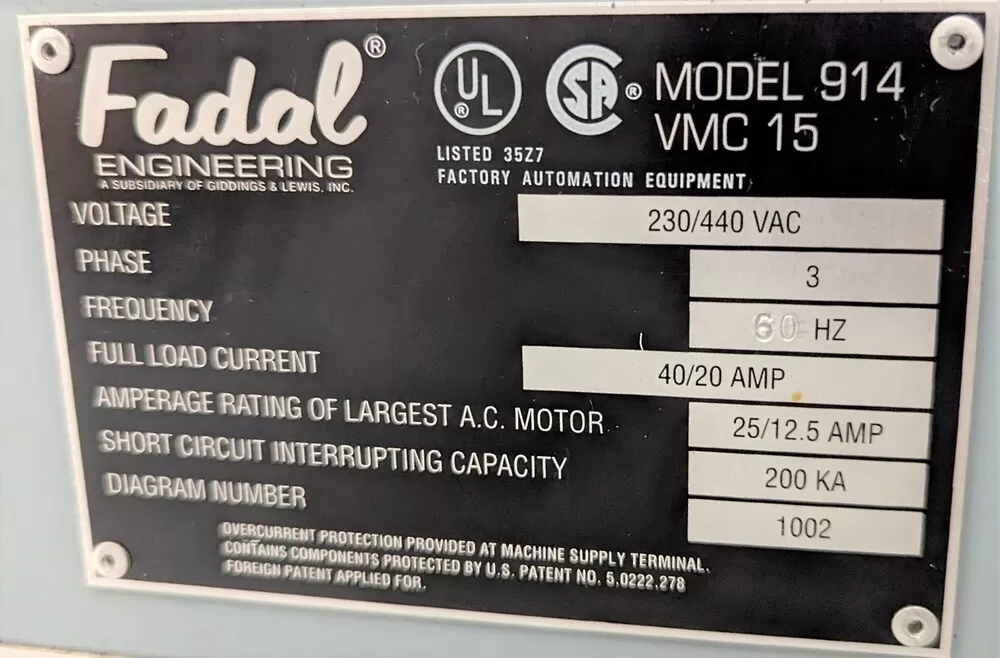 Fadal®
ENGINEERING
A SUBSIDIARY OF GIDDINGS & LEWIS, INC.
UL® SA® MODEL 914
VMC 15
LISTED 35Z7
FACTORY AUTOMATION EQUIPMENT
VOLTAGE 230/440 VAC
PHASE 3
FREQUENCY 60 HZ
FULL LOAD CURRENT 40/20 AMP
AMPERAGE RATING OF LARGEST A.C. MOTOR 25/12.5 AMP
SHORT CIRCUIT INTERRUPTING CAPACITY 200 KA
DIAGRAM NUMBER 1002
OVERCURRENT PROTECTION PROVIDED AT MACHINE SUPPLY TERMINAL.
CONTAINS COMPONENTS PROTECTED BY U.S. PATENT NO. 5,0222,278
FOREIGN PATENT APPLIED FOR.